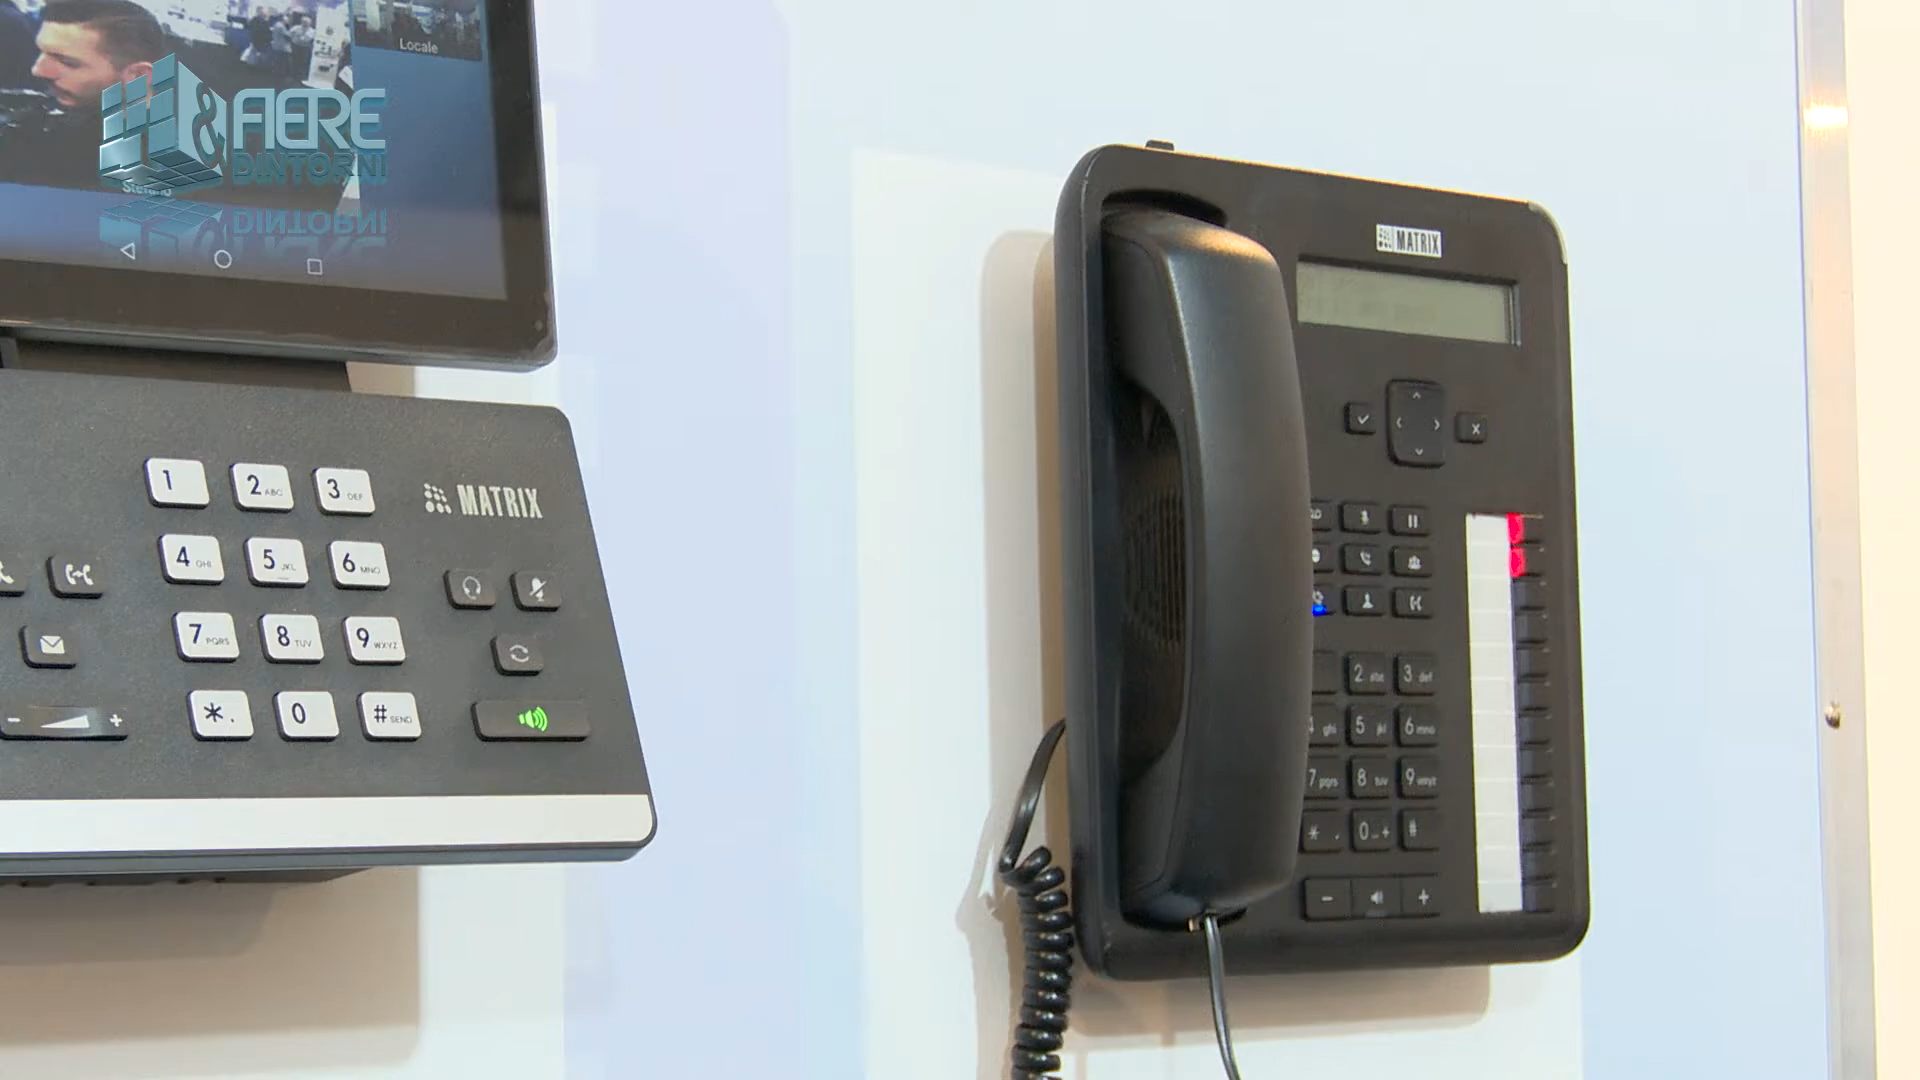 Locale
& FIERE
DINTORNI
Stefano
MATRIX
1
2 ABC
3 DEF
4 GHI
5 JKL
6 MNO
7 PQRS
8 TUV
9 WXYZ
* .
0
# SEND
- +
MATRIX
2 abc
3 def
ghi
5 jkl
6 mno
7 pqrs
8 tuv
9 wxyz
* .
0 +
#
- +